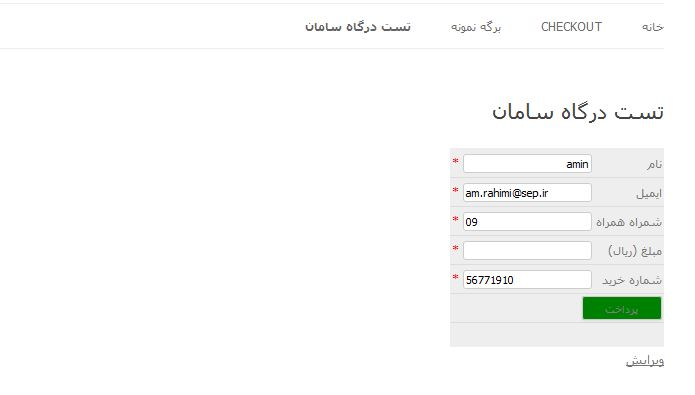 خانه CHECKOUT برگه نمونه تست درگاه سامان
تست درگاه سامان
نام amin *
ایمیل am.rahimi@sep.ir *
شمراه همراه 09 *
مبلغ (ریال) *
شماره خرید 56771910 *
پرداخت
ویرایش